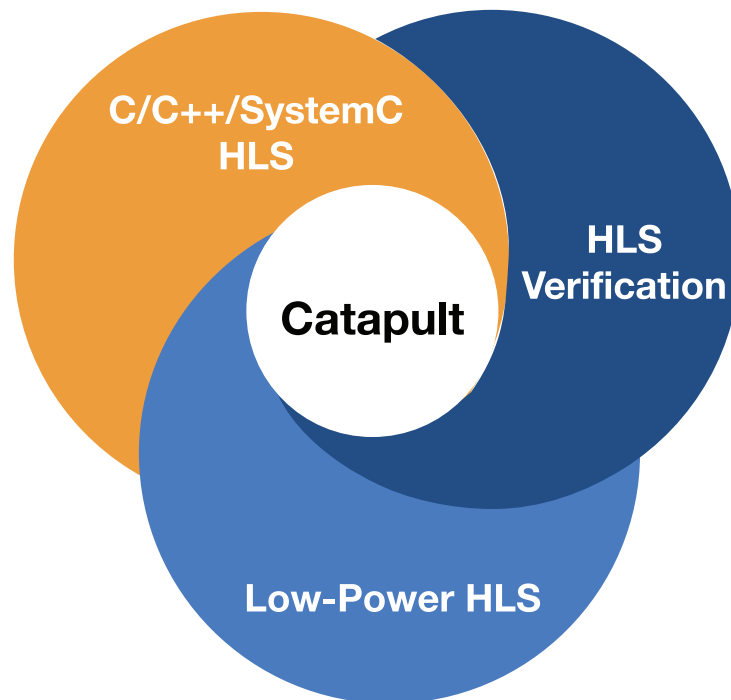 C/C++/SystemC
HLS
HLS
Verification
Catapult
Low-Power HLS